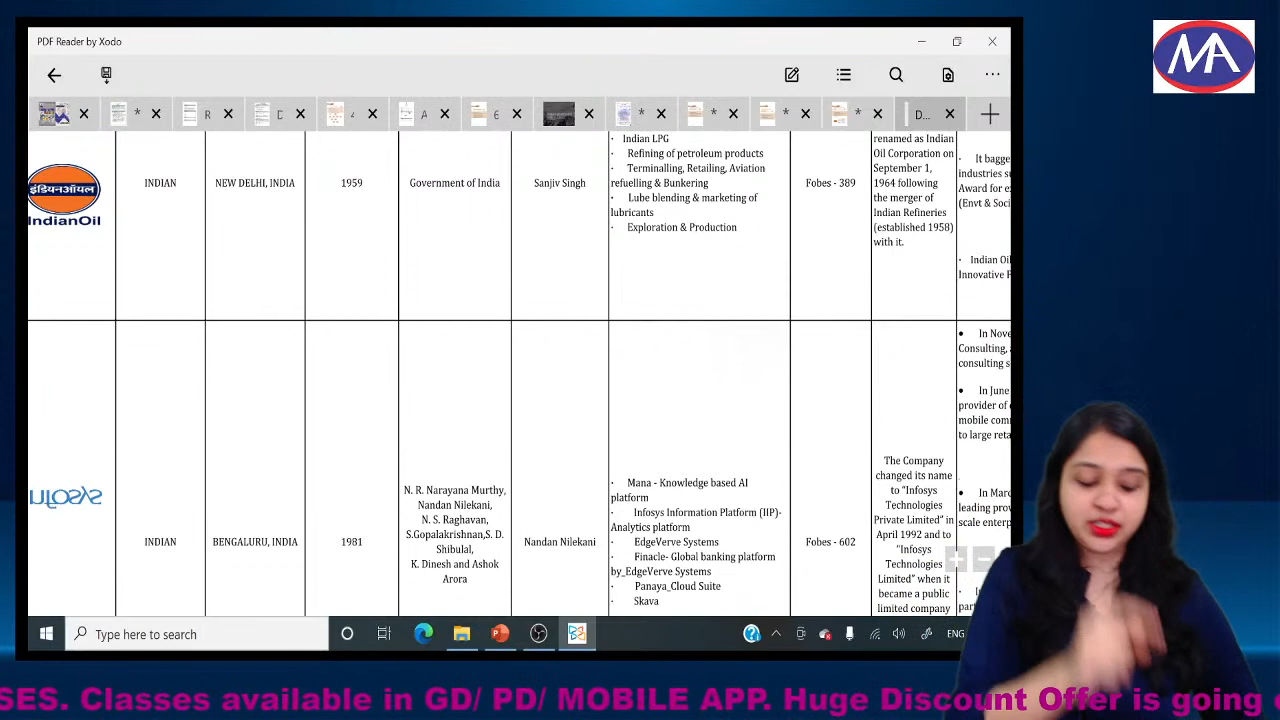 PDF Reader by Xodo
MA
* R D A A 6 * * * * D...
Indian LPG
· Refining of petroleum products
· Terminalling, Retailing, Aviation
refuelling & Bunkering
· Lube blending & marketing of
lubricants
· Exploration & Production
इंडियनऑयल
IndianOil
INDIAN
NEW DELHI, INDIA
1959
Government of India
Sanjiv Singh
Fobes - 389
renamed as Indian
Oil Corporation on
September 1,
1964 following
the merger of
Indian Refineries
(established 1958)
with it.
· It bagge
industries su
Award for e
(Envt & Soci
· Indian Oil
Innovative
Infosys
INDIAN
BENGALURU, INDIA
1981
N. R. Narayana Murthy,
Nandan Nilekani,
N. S. Raghavan,
S.Gopalakrishnan,S. D.
Shibulal,
K. Dinesh and Ashok
Arora
Nandan Nilekani
· Mana - Knowledge based AI
platform
· Infosys Information Platform (IIP)-
Analytics platform
· EdgeVerve Systems
· Finacle- Global banking platform
by_EdgeVerve Systems
· Panaya_Cloud Suite
· Skava
Fobes - 602
The Company
changed its name
to "Infosys
Technologies
Private Limited" in
April 1992 and to
"Infosys
Technologies
Limited" when it
became a public
limited company
• In Nove
Consulting,
consulting s
• In June
provider of
mobile com
to large reta
• In Marc
leading prov
scale enterp
part
Type here to search
ENG
SES. Classes available in GD/ PD/ MOBILE APP. Huge Discount Offer is going